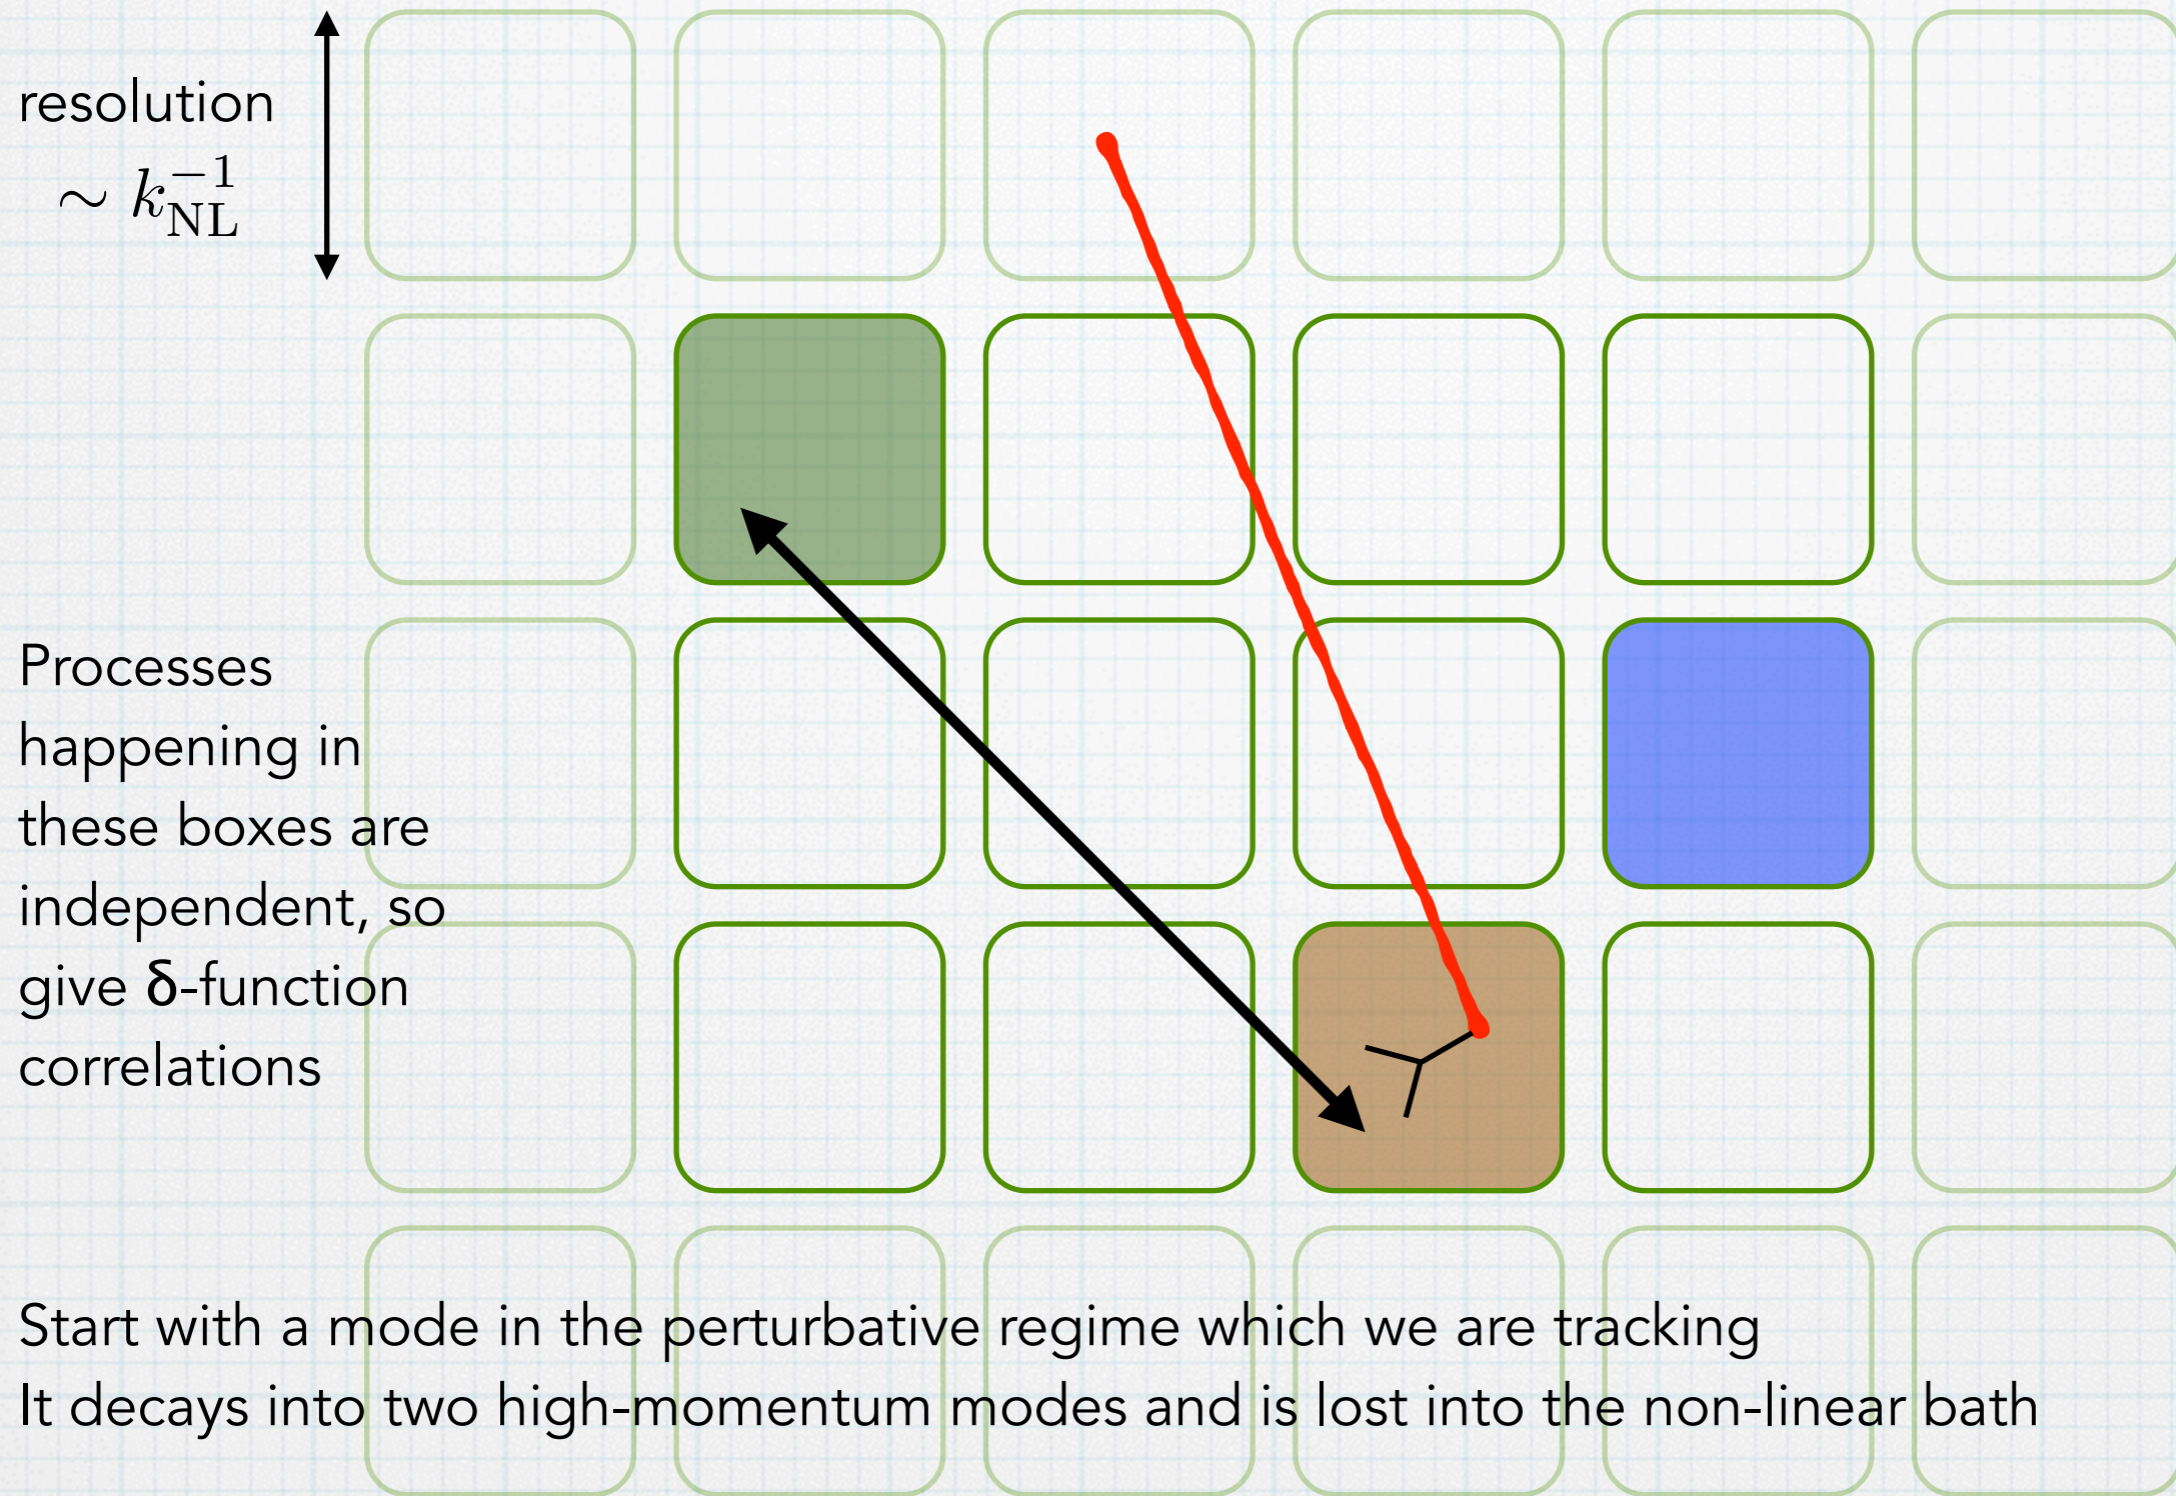 resolution
∼ k_NL^−1
Processes
happening in
these boxes are
independent, so
give δ-function
correlations
Start with a mode in the perturbative regime which we are tracking
It decays into two high-momentum modes and is lost into the non-linear bath